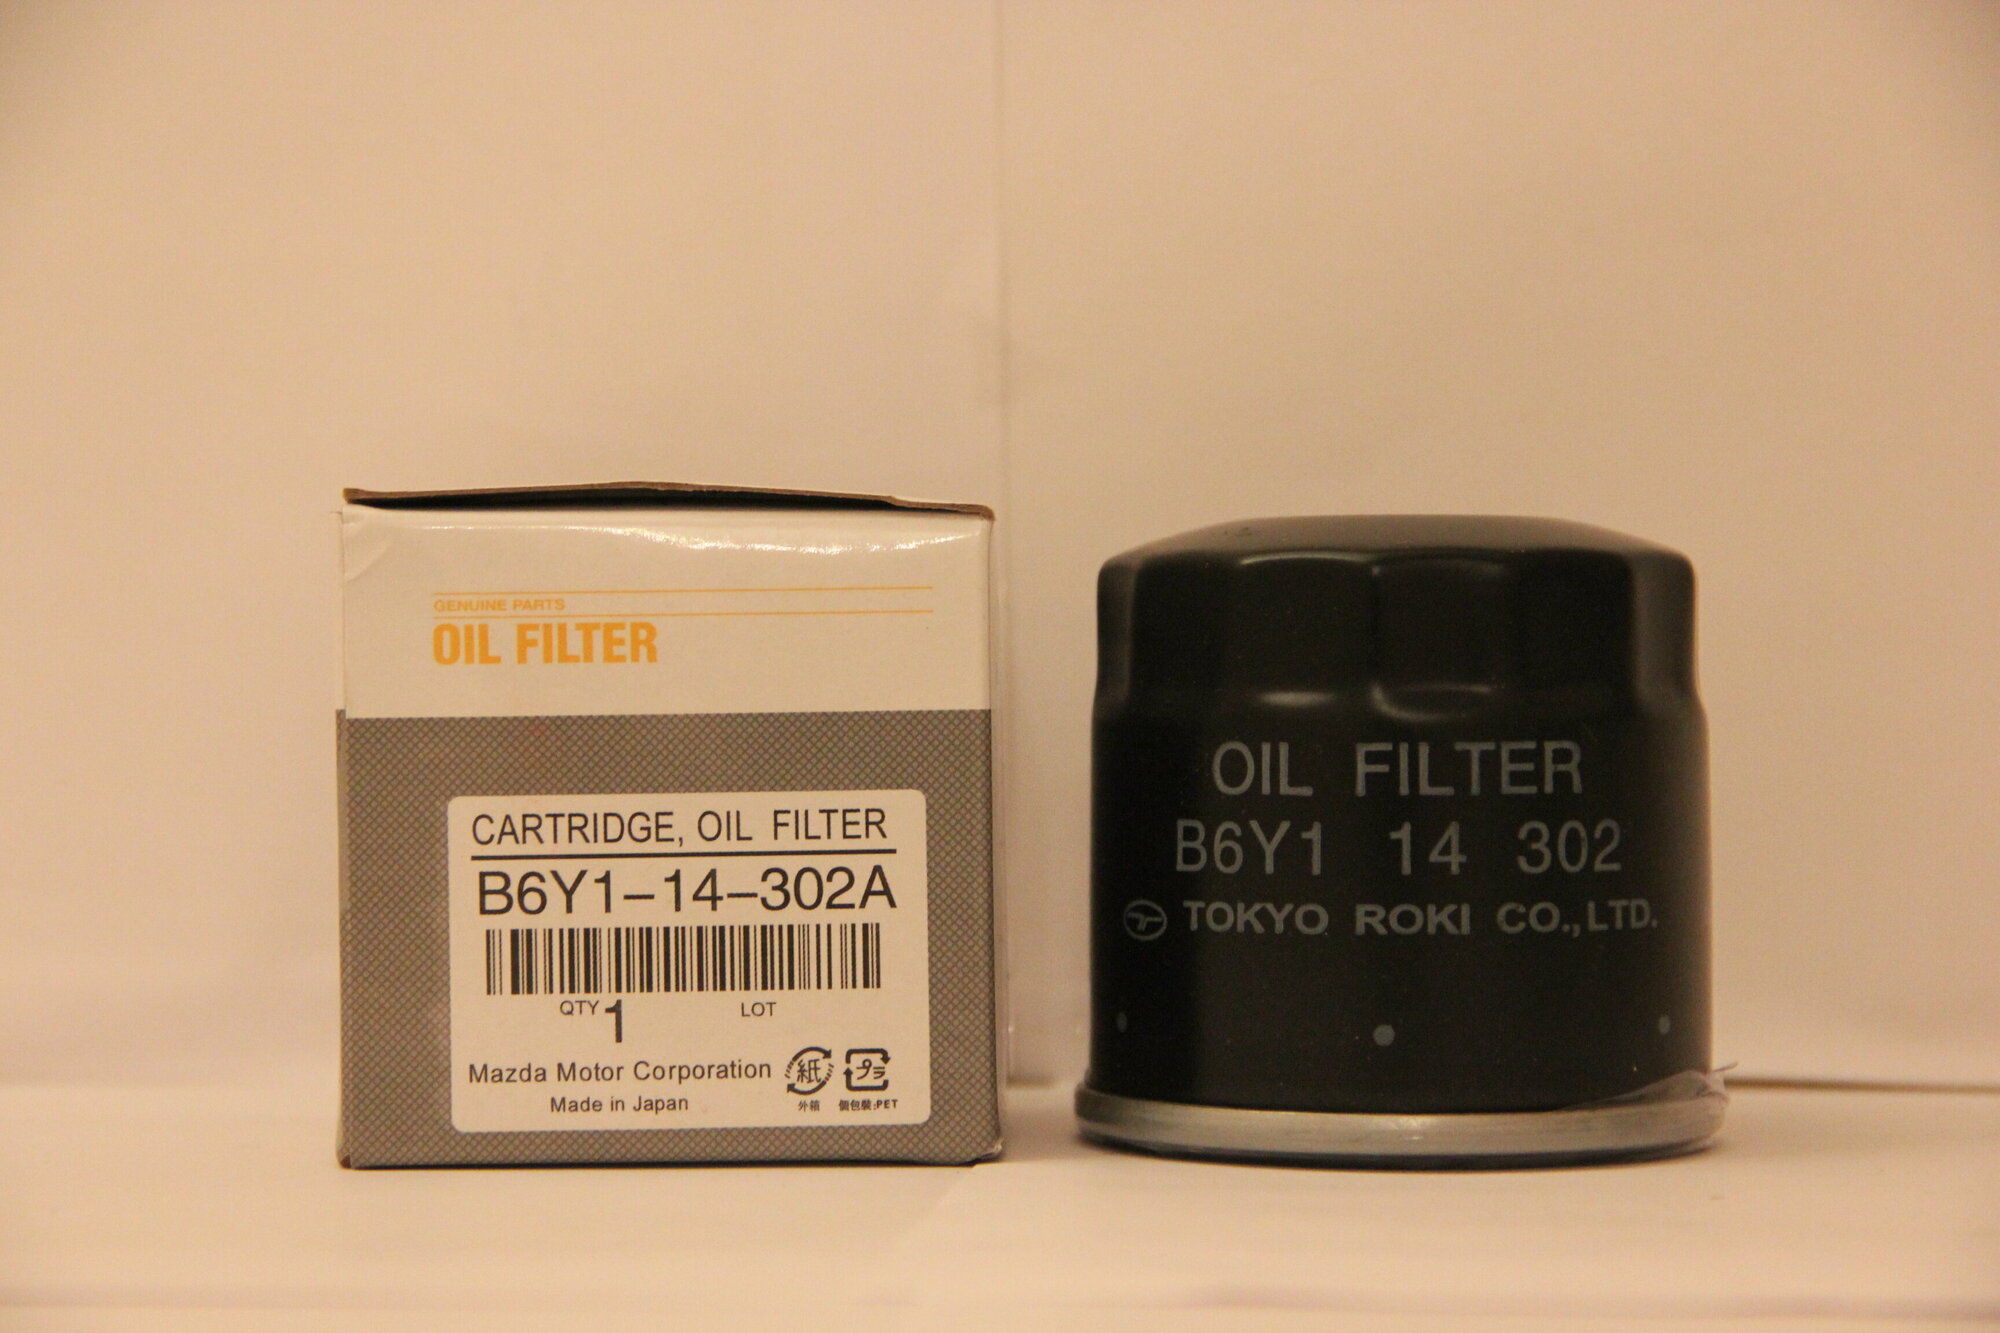 GENUINE PARTS
OIL FILTER
CARTRIDGE, OIL FILTER
B6Y1-14-302A
QTY 1 LOT
Mazda Motor Corporation
Made in Japan
紙
外箱
プラ
個包装:PET
OIL FILTER
B6Y1 14 302
TOKYO ROKI CO., LTD.